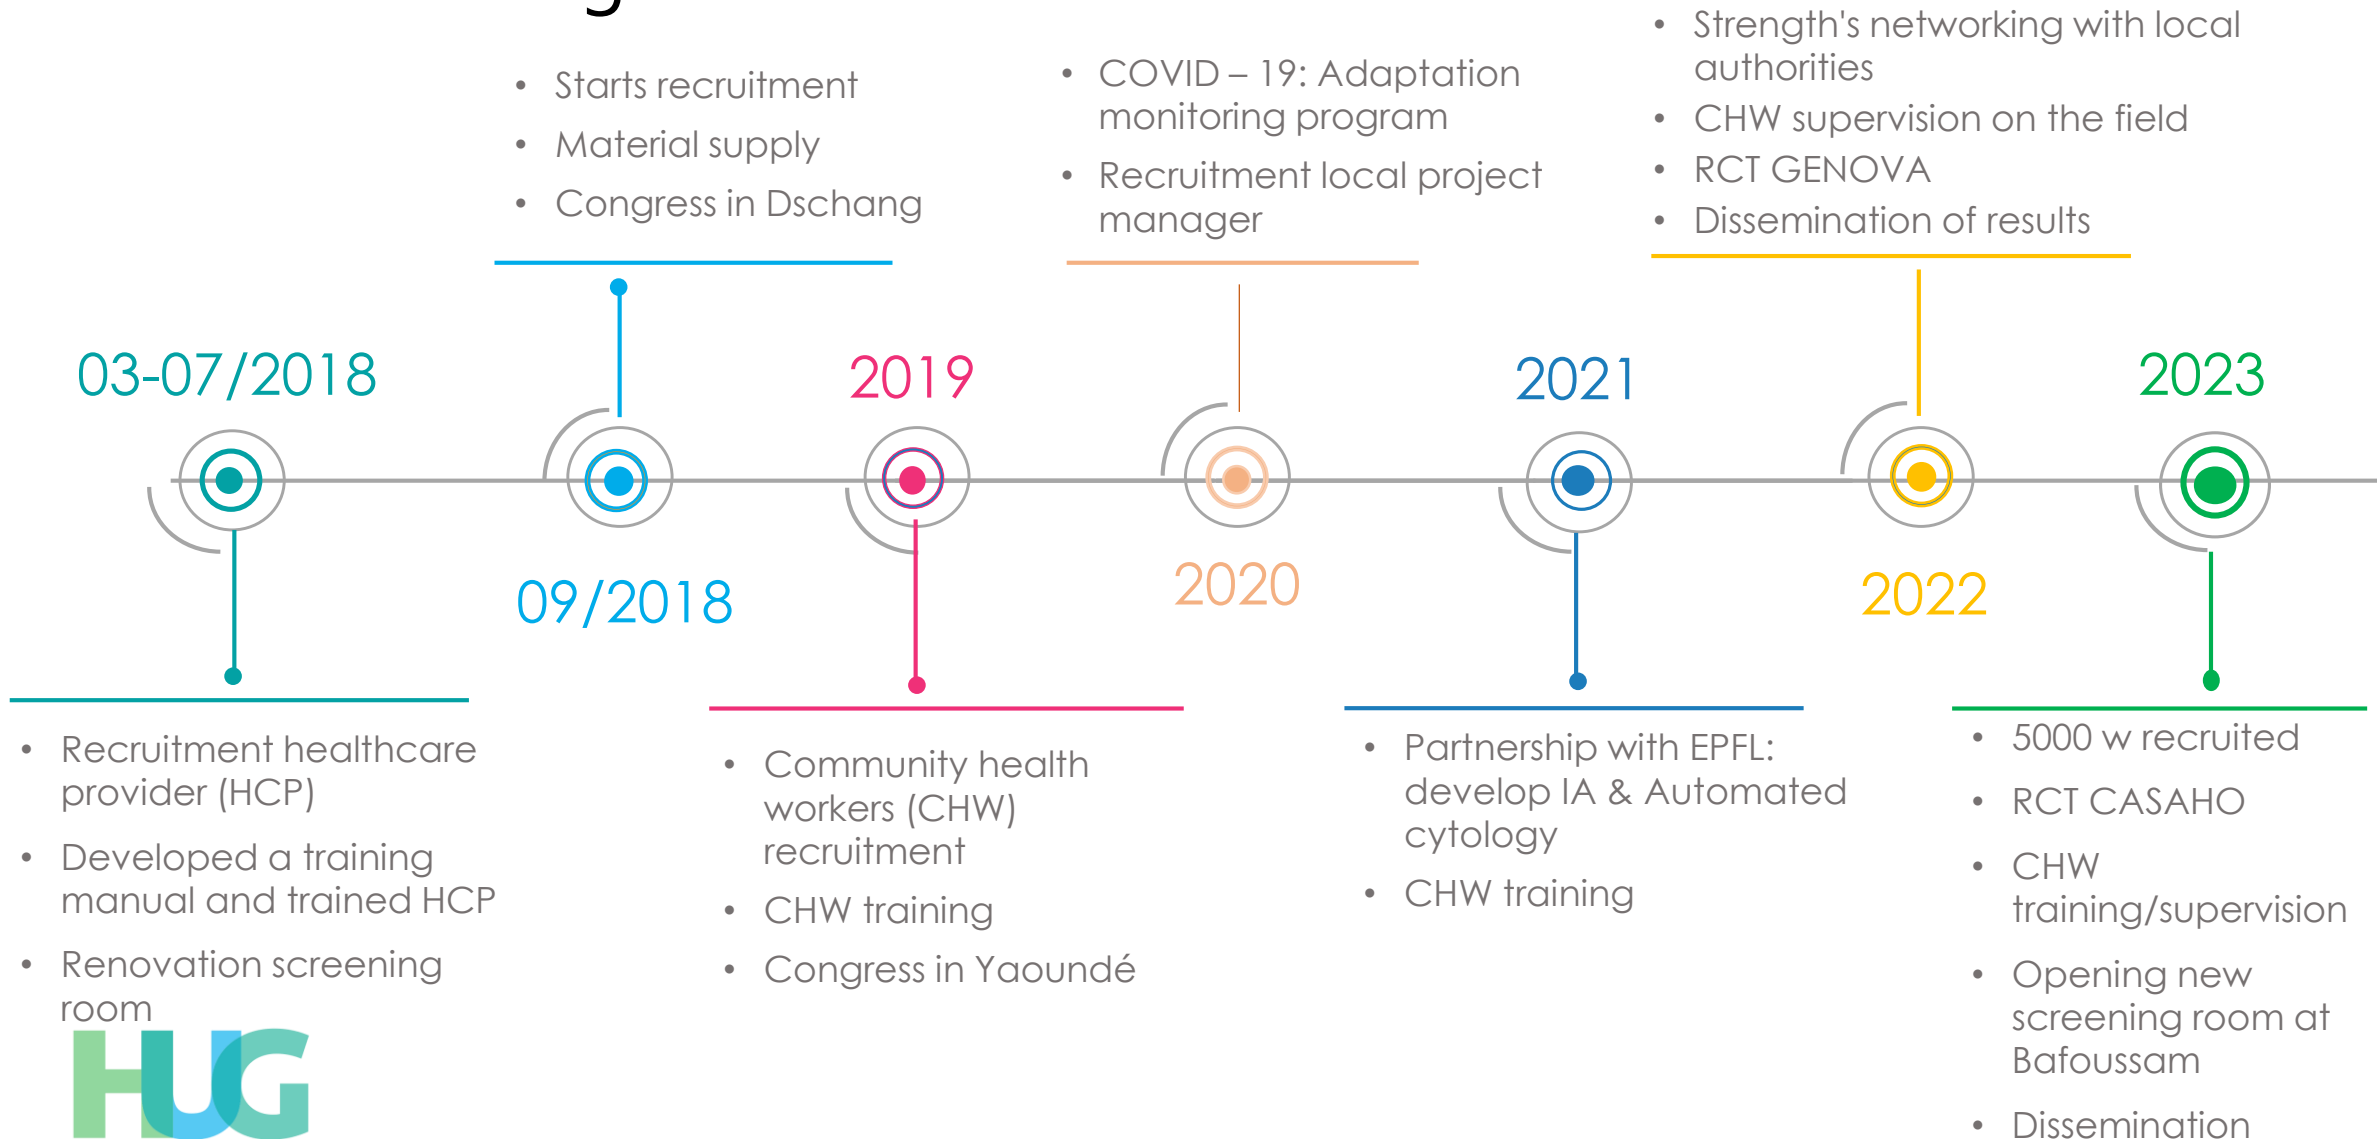 • Starts recruitment
• Material supply
• Congress in Dschang
• COVID – 19: Adaptation
monitoring program
• Recruitment local project
manager
• Strength's networking with local
authorities
• CHW supervision on the field
• RCT GENOVA
• Dissemination of results
03-07/2018
2019
2021
2023
09/2018
2020
2022
• Recruitment healthcare
provider (HCP)
• Developed a training
manual and trained HCP
• Renovation screening
room
• Community health
workers (CHW)
recruitment
• CHW training
• Congress in Yaoundé
• Partnership with EPFL:
develop IA & Automated
cytology
• CHW training
• 5000 w recruited
• RCT CASAHO
• CHW
training/supervision
• Opening new
screening room at
Bafoussam
• Dissemination
HUG